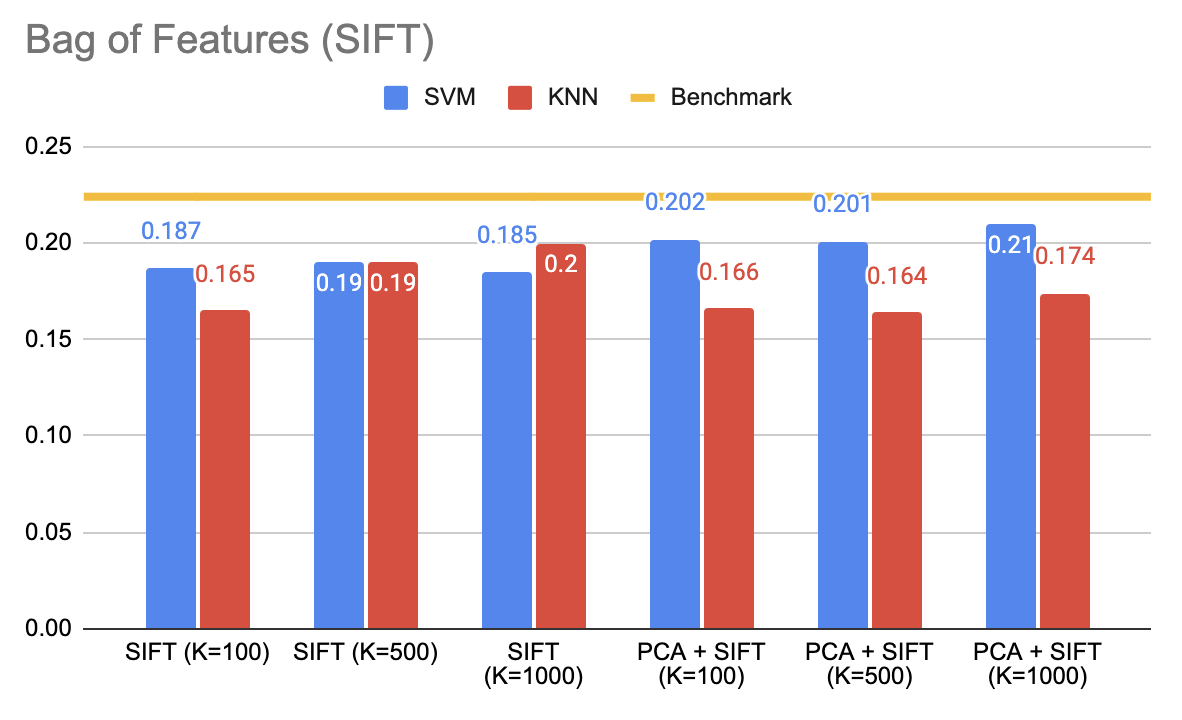 Bag of Features (SIFT)
SVM KNN Benchmark
0.25
0.20
0.15
0.10
0.05
0.00
0.187
0.165
0.19
0.19
0.185
0.2
0.202
0.166
0.201
0.164
0.21
0.174
SIFT (K=100)
SIFT (K=500)
SIFT
(K=1000)
PCA + SIFT
(K=100)
PCA + SIFT
(K=500)
PCA + SIFT
(K=1000)